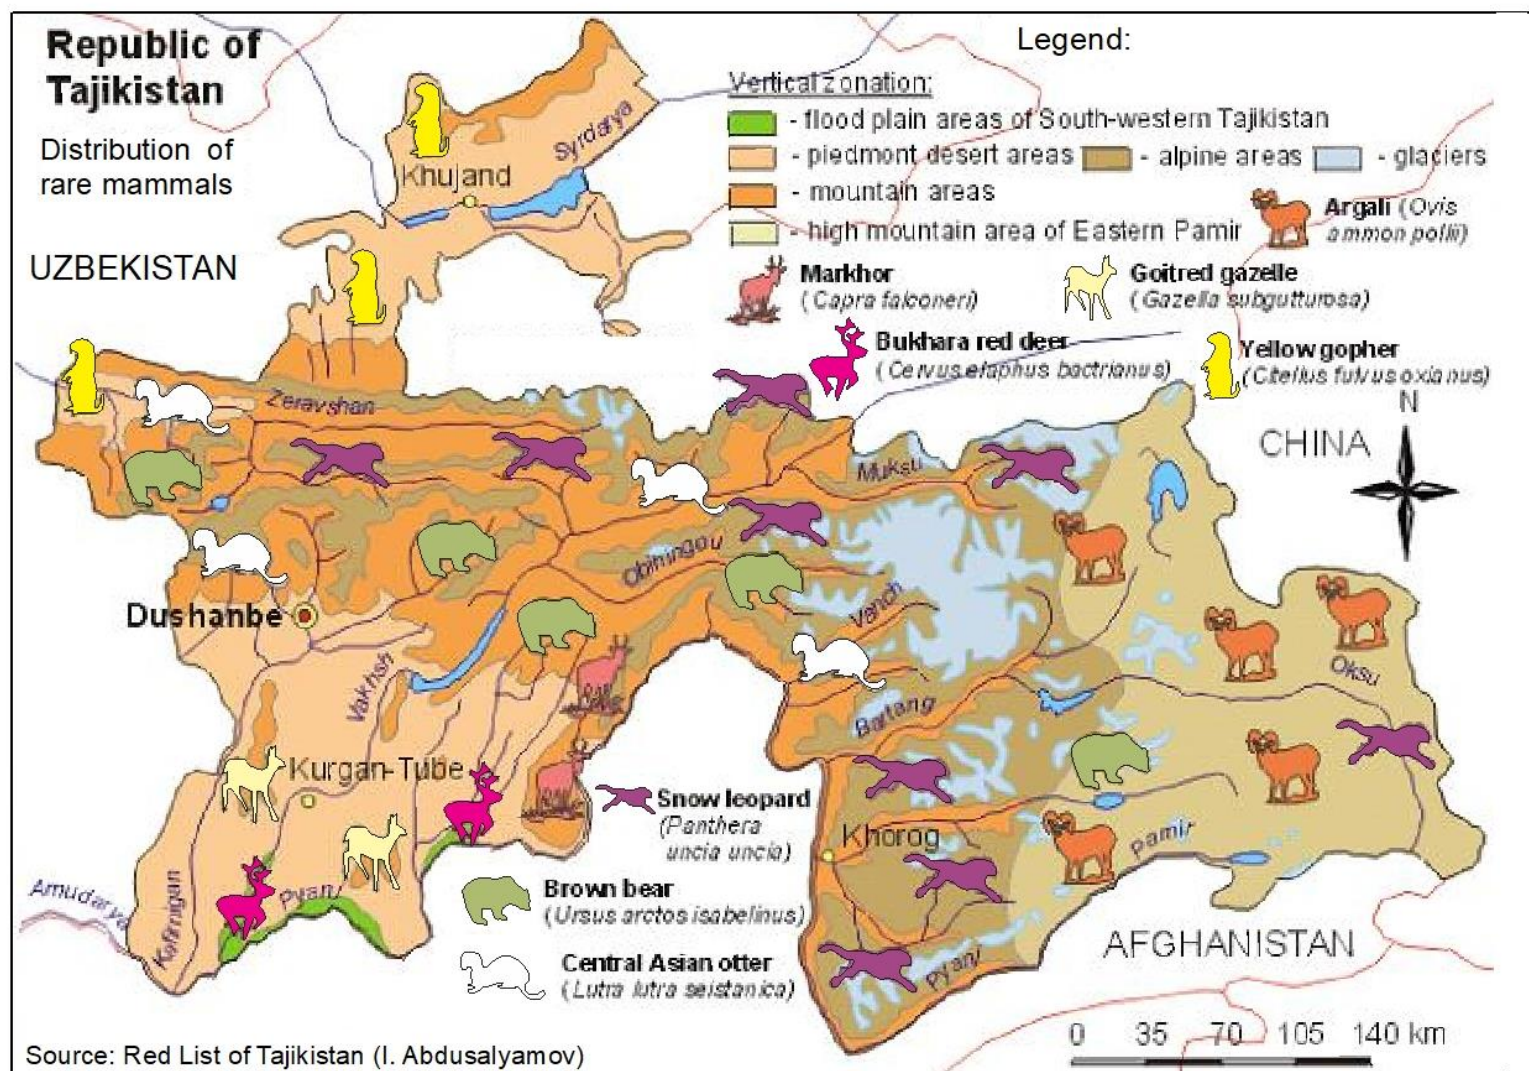 Republic of
Tajikistan
Distribution of
rare mammals
Legend:
Vertical zonation:
- flood plain areas of South-western Tajikistan
- piedmont desert areas - alpine areas - glaciers
- mountain areas
- high mountain area of Eastern Pamir
Argali (Ovis
ammon pollii)
Markhor
(Capra falconeri)
Goitred gazelle
(Gazella subgutturosa)
Bukhara red deer
(Cervus elaphus bactrianus)
Yellow gopher
(Citellus fulvus oxianus)
Syrdarya
Khujand
UZBEKISTAN
Zeravshan
N
CHINA
Muksu
Obihingou
Vanch
Dushanbe
Vakhsh
Bartang
Oksu
Kurgan-Tube
Snow leopard
(Panthera
uncia uncia)
Khorog
Pamir
Brown bear
(Ursus arctos isabelinus)
Amudarya
Kofirnigan
Pyanj
Pyanj
AFGHANISTAN
Central Asian otter
(Lutra lutra seistanica)
0 35 70 105 140 km
Source: Red List of Tajikistan (I. Abdusalyamov)